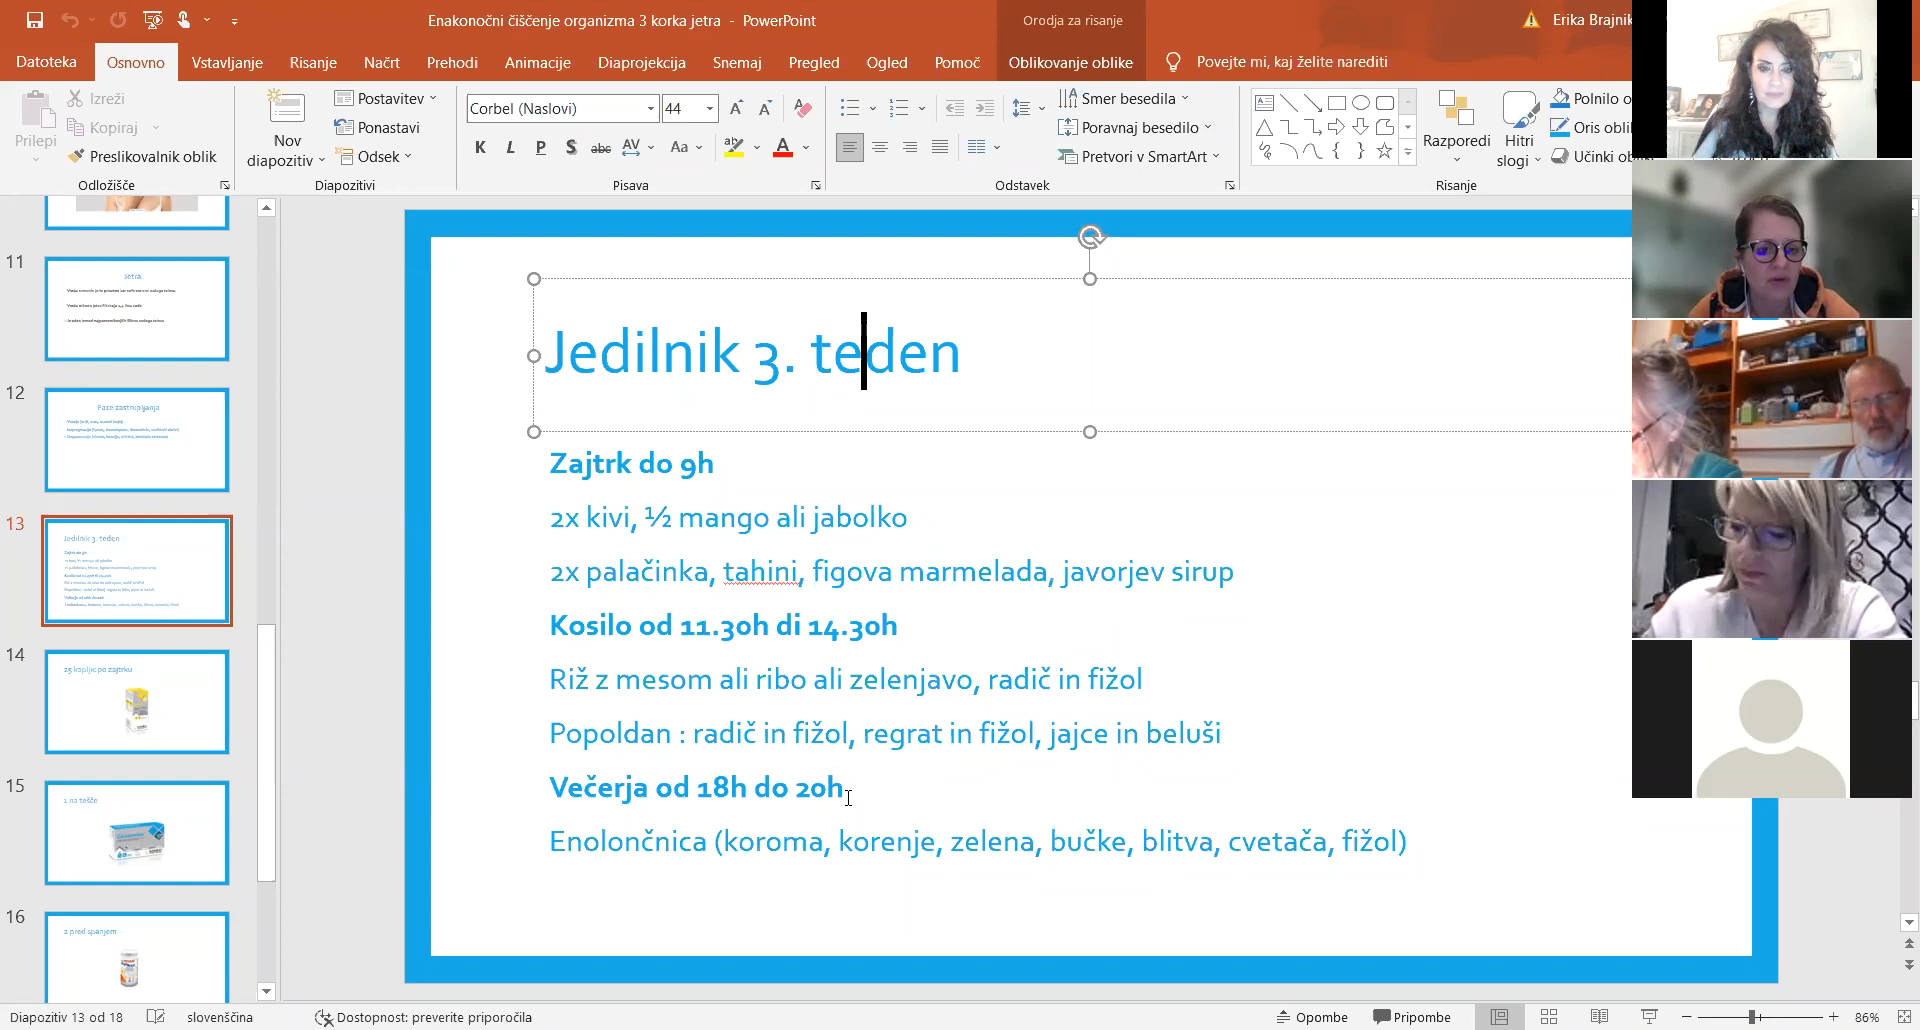 Enakonočni čiščenje organizma 3 korka jetra - PowerPoint
Orodja za risanje
Erika Brajnik
Datoteka Osnovno Vstavljanje Risanje Načrt Prehodi Animacije Diaprojekcija Snemaj Pregled Ogled Pomoč Oblikovanje oblike Povejte mi, kaj želite narediti
Prilepi
Izreži
Kopiraj
Preslikovalnik oblik
Odložišče
Nov
diapozitiv
Postavitev
Ponastavi
Odsek
Diapozitivi
Corbel (Naslovi) 44
K L P S abc AV Aa ab A
Pisava
Smer besedila
Poravnaj besedilo
Pretvori v SmartArt
Odstavek
Razporedi
Hitri
slogi
Polnilo o
Oris obli
Učinki obli
Risanje
11
Jetra
12
Faze zastrupljanja
13
Jedilnik 3. teden
Zajtrk do 9h
14
25 kapljic po zajtrku
15
1 na tešče
16
2 pred spanjem
Jedilnik 3. teden
Zajtrk do 9h
2x kivi, ½ mango ali jabolko
2x palačinka, tahini, figova marmelada, javorjev sirup
Kosilo od 11.30h di 14.30h
Riž z mesom ali ribo ali zelenjavo, radič in fižol
Popoldan : radič in fižol, regrat in fižol, jajce in beluši
Večerja od 18h do 20h
Enolončnica (koroma, korenje, zelena, bučke, blitva, cvetača, fižol)
Diapozitiv 13 od 18 slovenščina Dostopnost: preverite priporočila Opombe Pripombe 86%